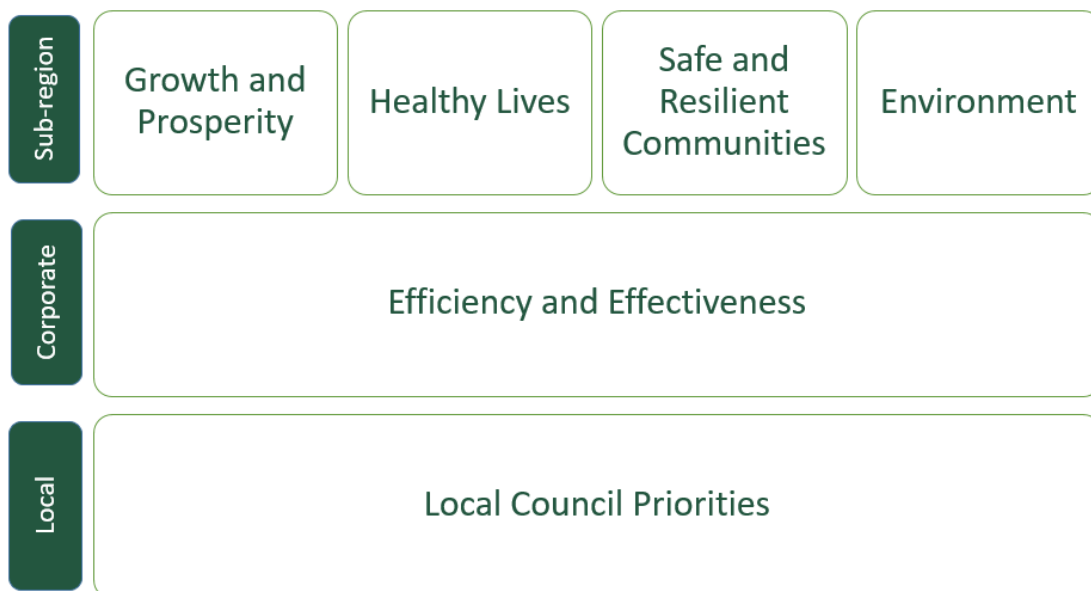 Sub-region
Growth and
Prosperity
Healthy Lives
Safe and
Resilient
Communities
Environment
Corporate
Efficiency and Effectiveness
Local
Local Council Priorities